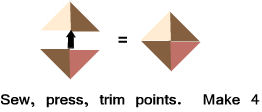 =
Sew, press, trim points. Make 4